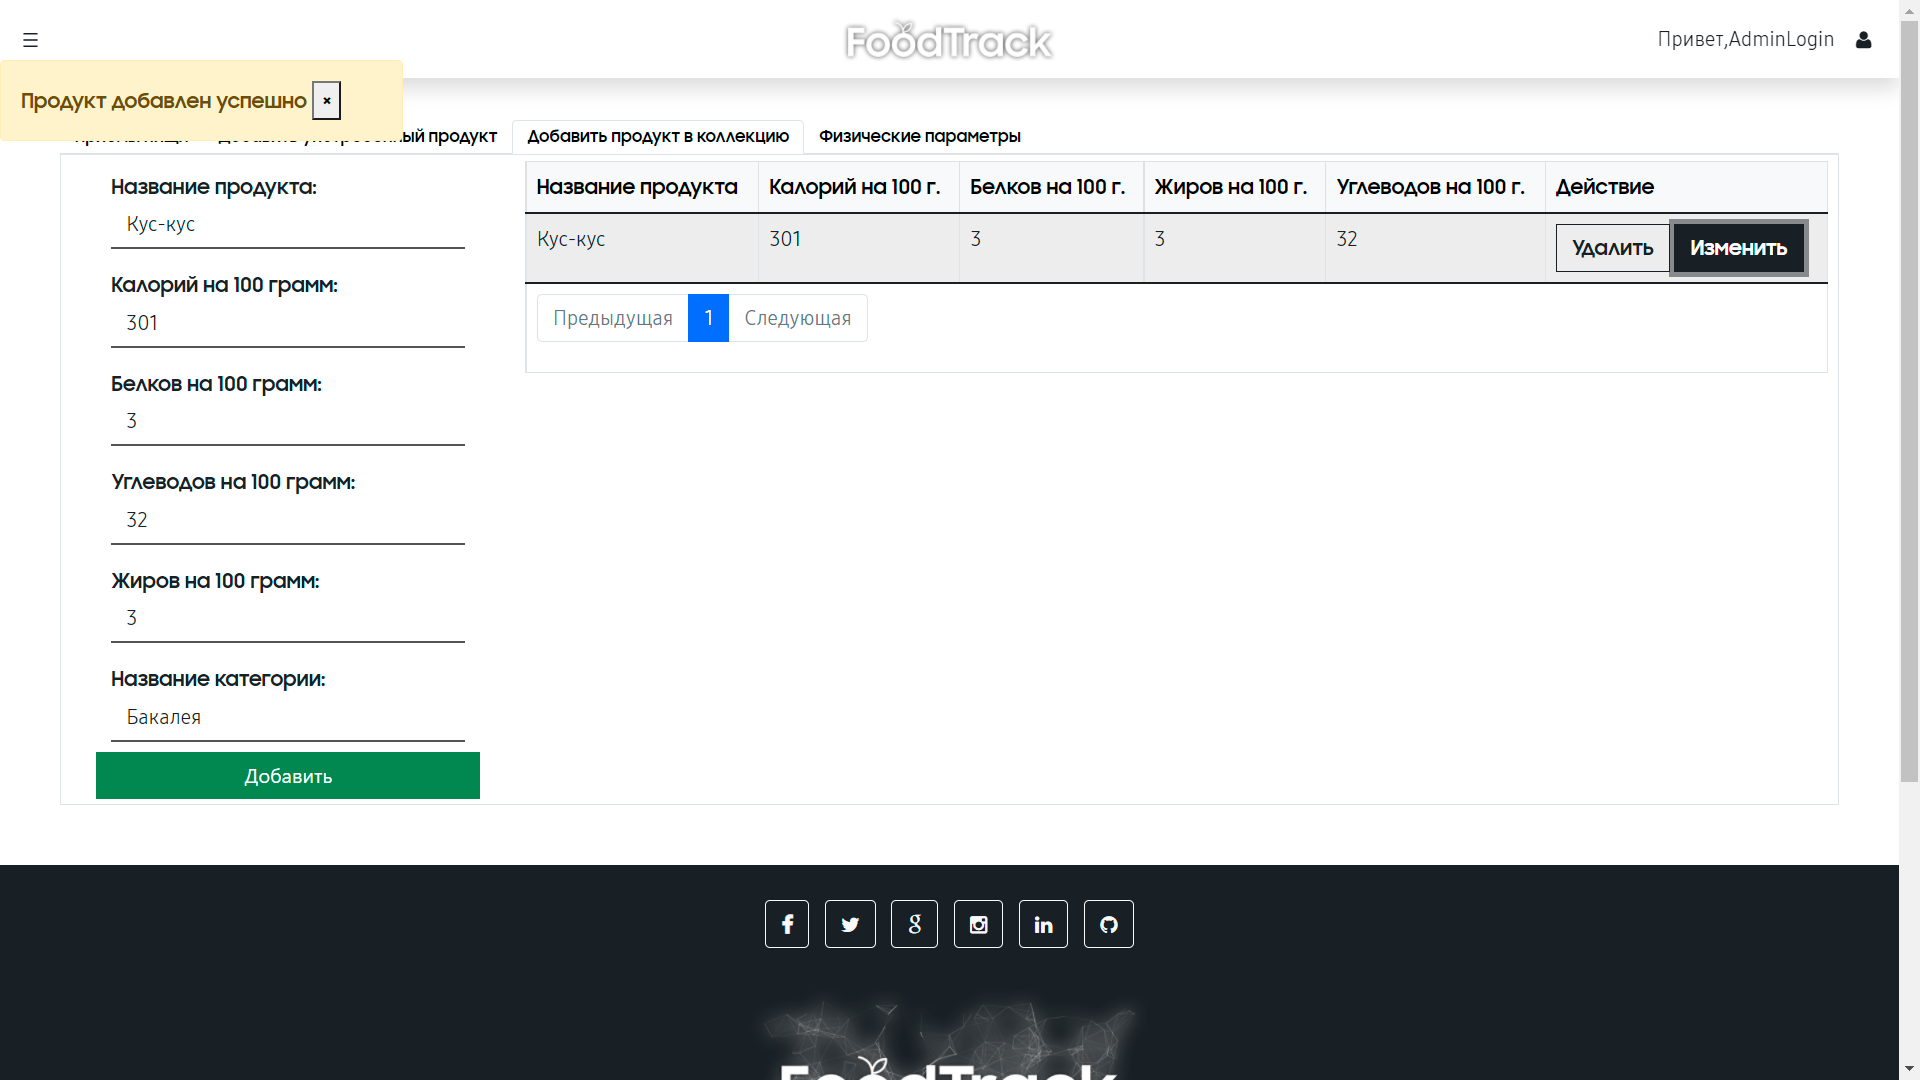 ☰
FoodTrack
Привет,AdminLogin
Продукт добавлен успешно ×
ый продукт
Добавить продукт в коллекцию
Физические параметры
Название продукта:
Кус-кус
Калорий на 100 грамм:
301
Белков на 100 грамм:
3
Углеводов на 100 грамм:
32
Жиров на 100 грамм:
3
Название категории:
Бакалея
Добавить
Название продукта Калорий на 100 г. Белков на 100 г. Жиров на 100 г. Углеводов на 100 г. Действие
Кус-кус 301 3 3 32 Удалить Изменить
Предыдущая 1 Следующая
FoodTrack